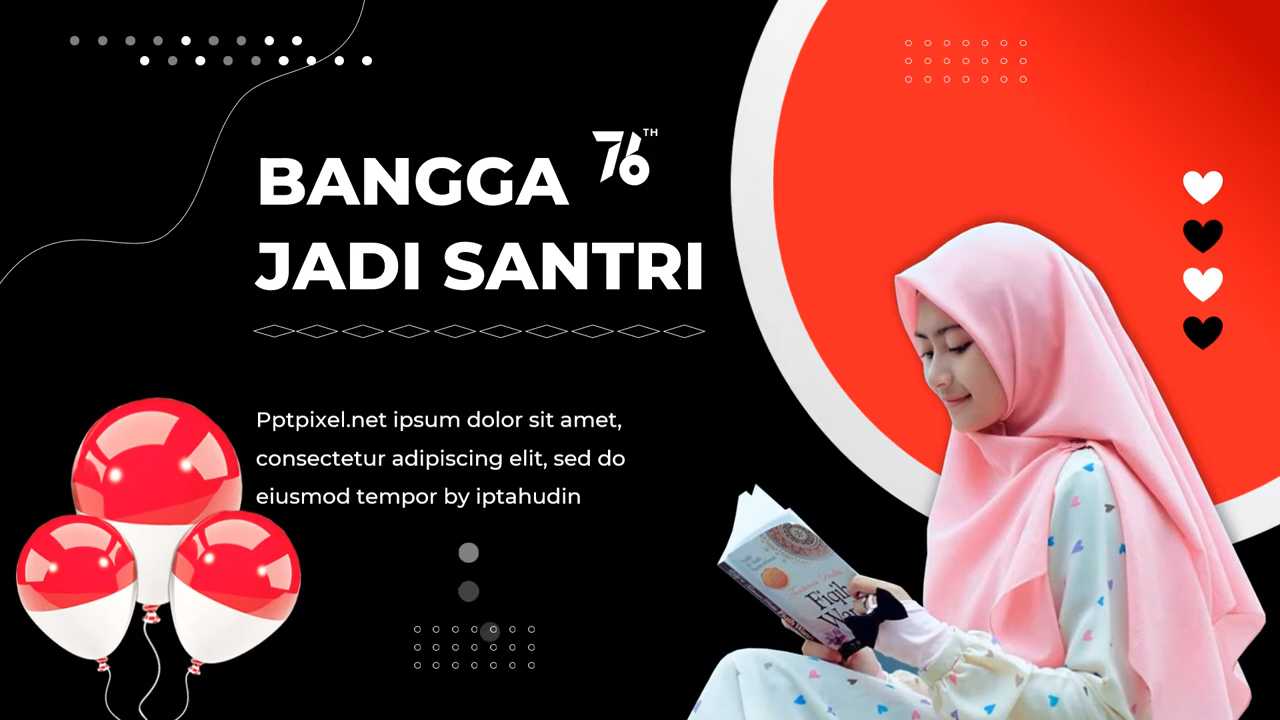 BANGGA 76TH
JADI SANTRI
Pptpixel.net ipsum dolor sit amet,
consectetur adipiscing elit, sed do
eiusmod tempor by iptahudin
Fiqih